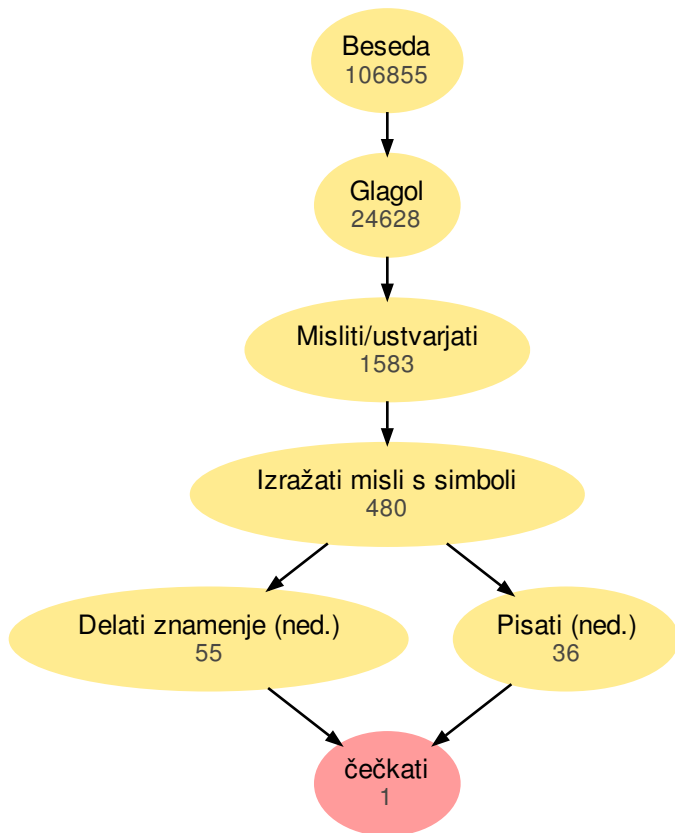 Beseda
106855
Glagol
24628
Misliti/ustvarjati
1583
Izražati misli s simboli
480
Delati znamenje (ned.)
55
Pisati (ned.)
36
čečkati
1